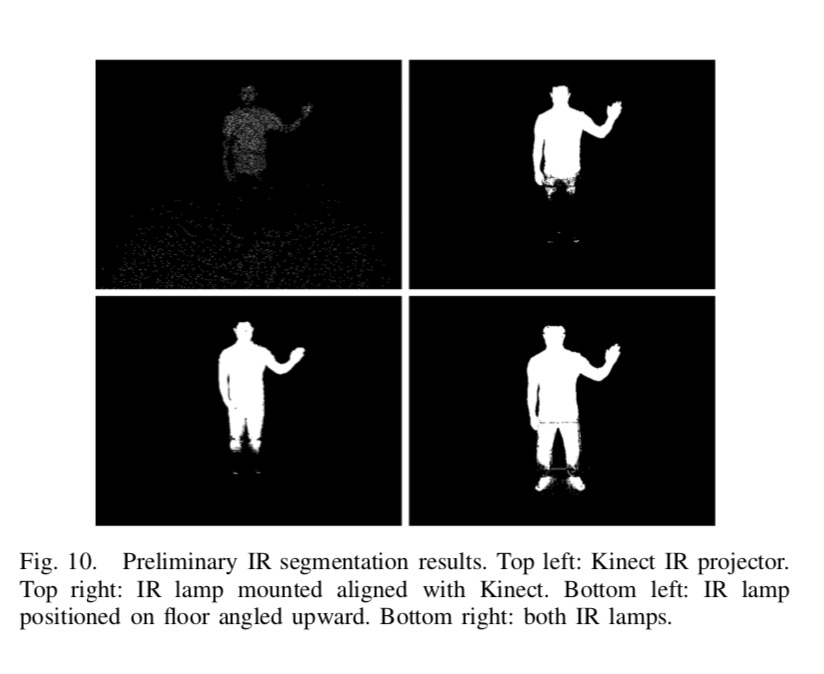 Fig. 10. Preliminary IR segmentation results. Top left: Kinect IR projector.
Top right: IR lamp mounted aligned with Kinect. Bottom left: IR lamp
positioned on floor angled upward. Bottom right: both IR lamps.